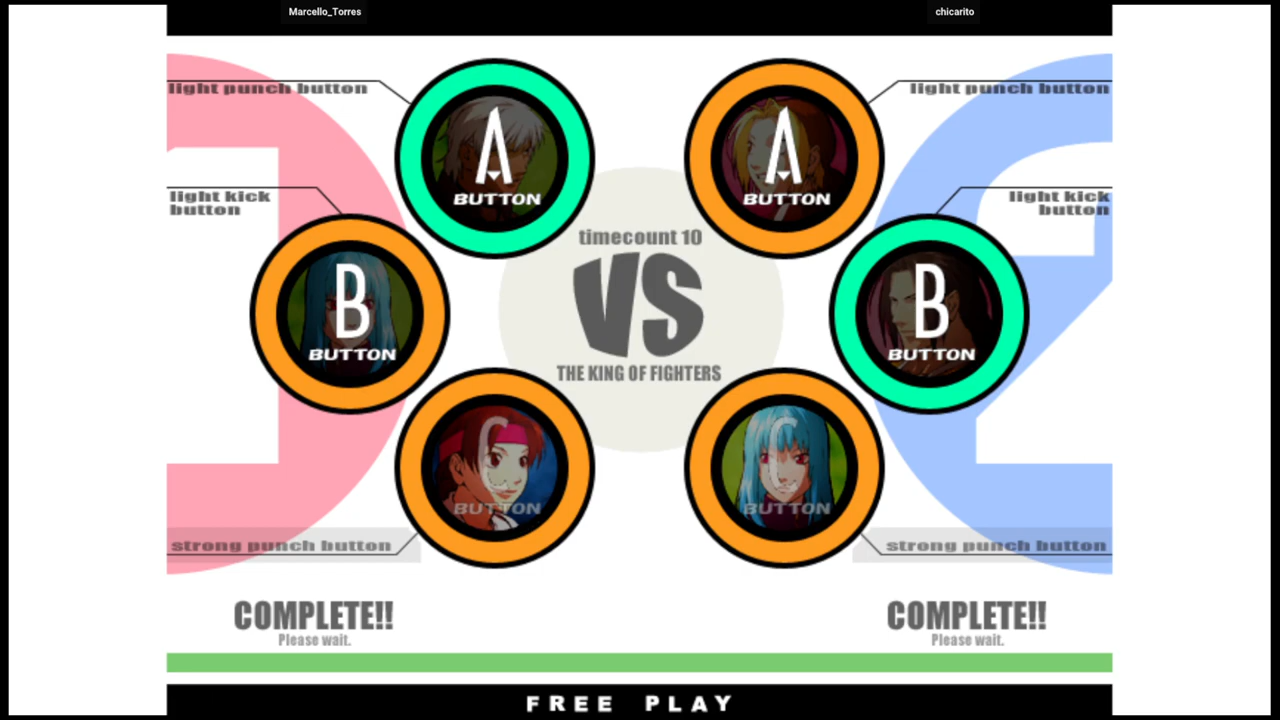 Marcello_Torres
chicarito
light punch button
A
BUTTON
A
BUTTON
light punch button
light kick
button
B
BUTTON
timecount 10
VS
THE KING OF FIGHTERS
light kick
button
B
BUTTON
C
BUTTON
C
BUTTON
strong punch button
strong punch button
COMPLETE!!
Please wait.
COMPLETE!!
Please wait.
FREE PLAY